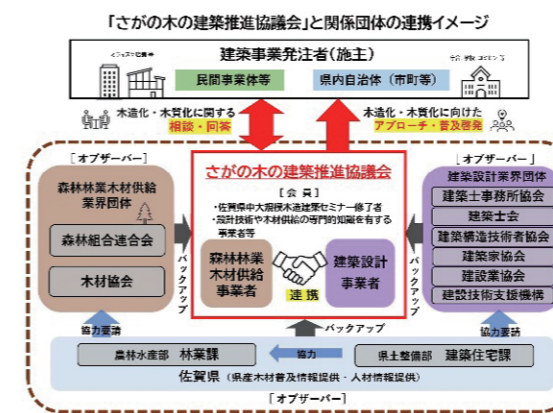 「さがの木の建築推進協議会」と関係団体の連携イメージ
建築事業発注者（施主）
民間事業体等
県内自治体（市町等）
木造化・木質化に関する
相談・回答
木造化・木質化に向けた
アプローチ・普及啓発
[オブザーバー]
森林林業木材供給
業界団体
森林組合連合会
木材協会
バックアップ
さがの木の建築推進協議会
[会員]
・佐賀県中大規模木造建築セミナー修了者
・設計技術や木材供給の専門的知識を有する
事業者等
森林林業
木材供給
事業者
連携
建築設計
事業者
バックアップ
[オブザーバー]
建築設計業界団体
建築士事務所協会
建築士会
建築構造技術者協会
建築家協会
建設業協会
建設技術支援機構
協力要請
バックアップ
協力要請
農林水産部 林業課
協力
県土整備部 建築住宅課
佐賀県（県産木材普及情報提供・人材情報提供）
[オブザーバー]